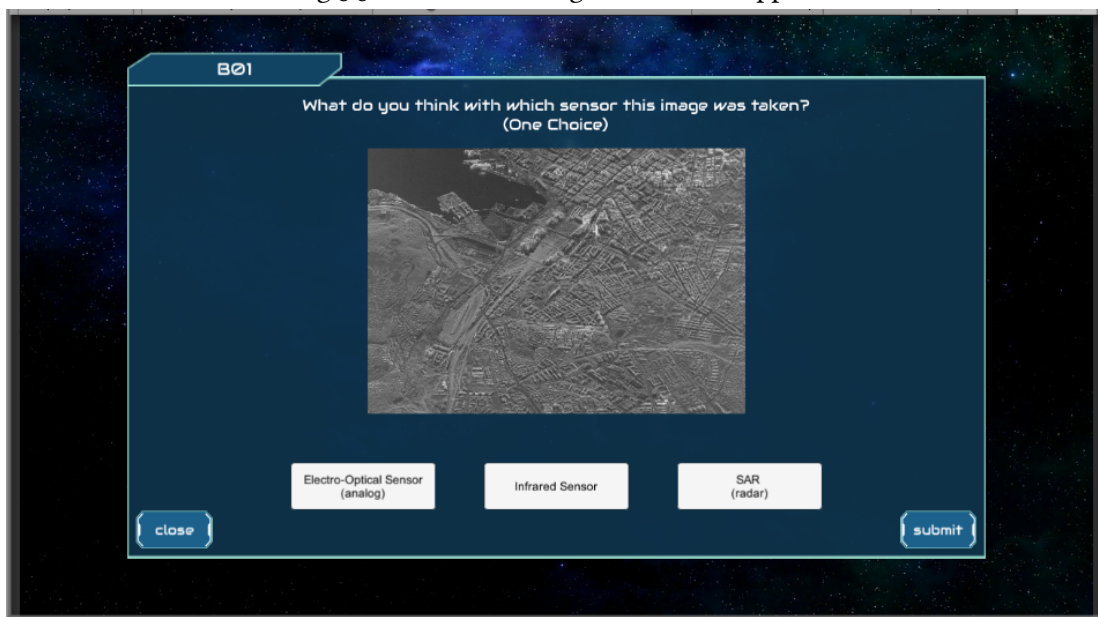 BØ1
What do you think with which sensor this image was taken?
(One Choice)
Electro-Optical Sensor
(analog)
Infrared Sensor
SAR
(radar)
close
submit